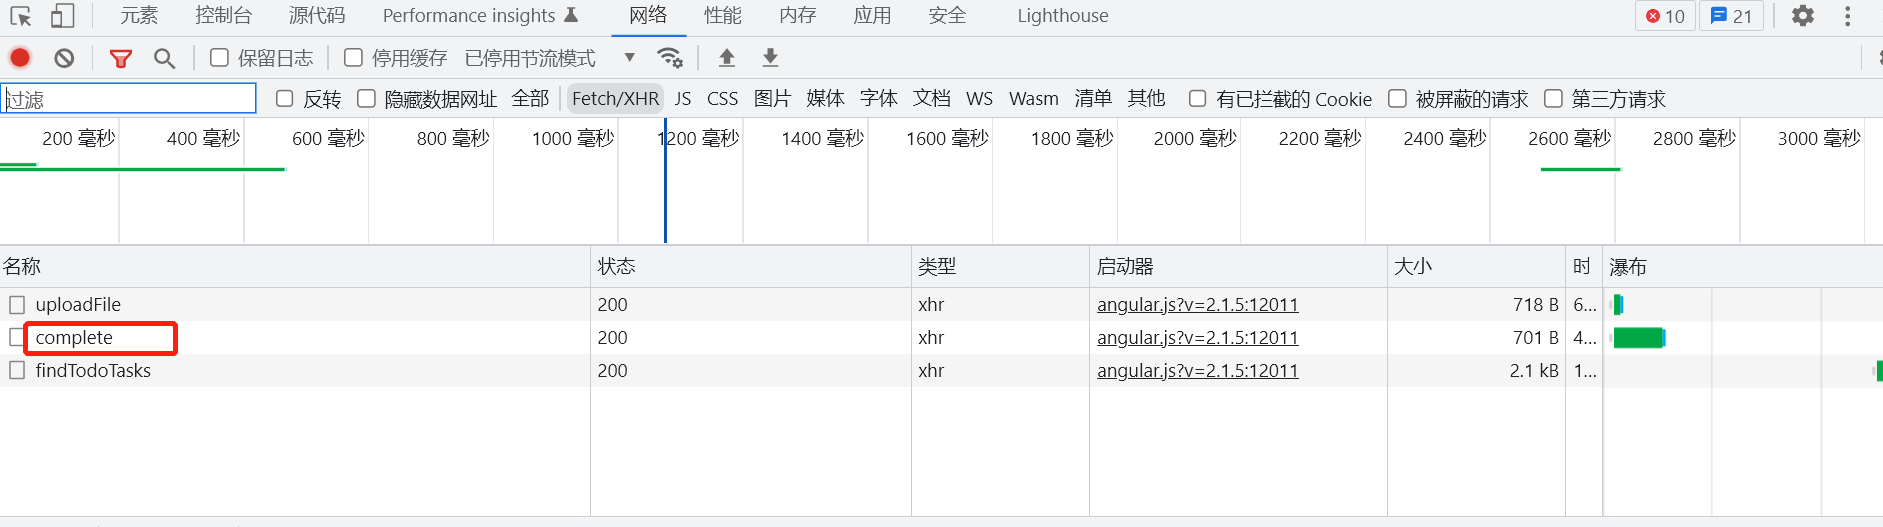 元素 控制台 源代码 Performance insights 网络 性能 内存 应用 安全 Lighthouse 10 21
保留日志 停用缓存 已停用节流模式
过滤 反转 隐藏数据网址 全部 Fetch/XHR JS CSS 图片 媒体 字体 文档 WS Wasm 清单 其他 有已拦截的 Cookie 被屏蔽的请求 第三方请求
200 毫秒 400 毫秒 600 毫秒 800 毫秒 1000 毫秒 1200 毫秒 1400 毫秒 1600 毫秒 1800 毫秒 2000 毫秒 2200 毫秒 2400 毫秒 2600 毫秒 2800 毫秒 3000 毫秒
名称 状态 类型 启动器 大小 时 瀑布
uploadFile 200 xhr angular.js?v=2.1.5:12011 718 B 6...
complete 200 xhr angular.js?v=2.1.5:12011 701 B 4...
findTodoTasks 200 xhr angular.js?v=2.1.5:12011 2.1 kB 1...